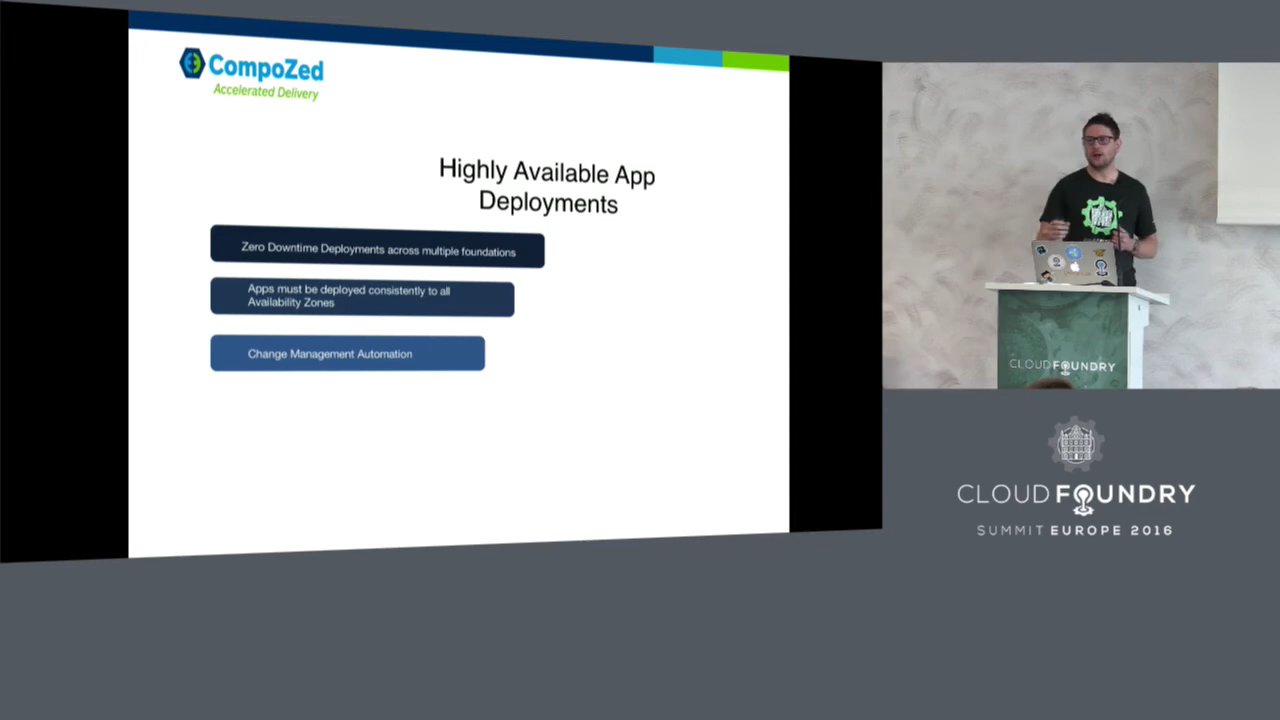 CompoZed
Accelerated Delivery
Highly Available App
Deployments
Zero Downtime Deployments across multiple foundations
Apps must be deployed consistently to all
Availability Zones
Change Management Automation
CLOUD FOUNDRY
CLOUD FOUNDRY
SUMMIT EUROPE 2016